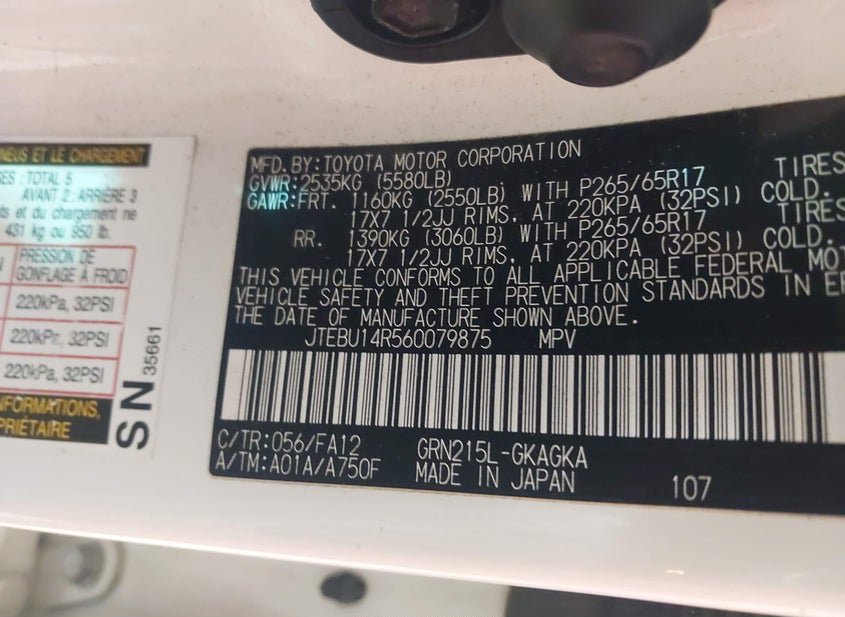 NEUS ET LE CHARGEMENT
TOTAL 5
AVANT 2: ARRIÈRE 3
et du chargement ne
431 kg ou 950 lb.
PRESSION DE
GONFLAGE À FROID
220kPa, 32PSI
220kPa, 32PSI
220kPa, 32PSI
NFORMATIONS,
PRIÉTAIRE
SN 35661
MFD. BY: TOYOTA MOTOR CORPORATION
GVWR: 2535KG (5580LB)
GAWR: FRT. 1160KG (2550LB) WITH P265/65R17 TIRES
17X7 1/2JJ RIMS, AT 220KPA (32PSI) COLD.
RR. 1390KG (3060LB) WITH P265/65R17 TIRES
17X7 1/2JJ RIMS, AT 220KPA (32PSI) COLD.
THIS VEHICLE CONFORMS TO ALL APPLICABLE FEDERAL MOT
VEHICLE SAFETY AND THEFT PREVENTION STANDARDS IN EF
THE DATE OF MANUFACTURE SHOWN ABOVE.
JTEBU14R560079875 MPV
C/TR: 056/FA12 GRN215L-GKAGKA
A/TM: A01A/A750F MADE IN JAPAN 107